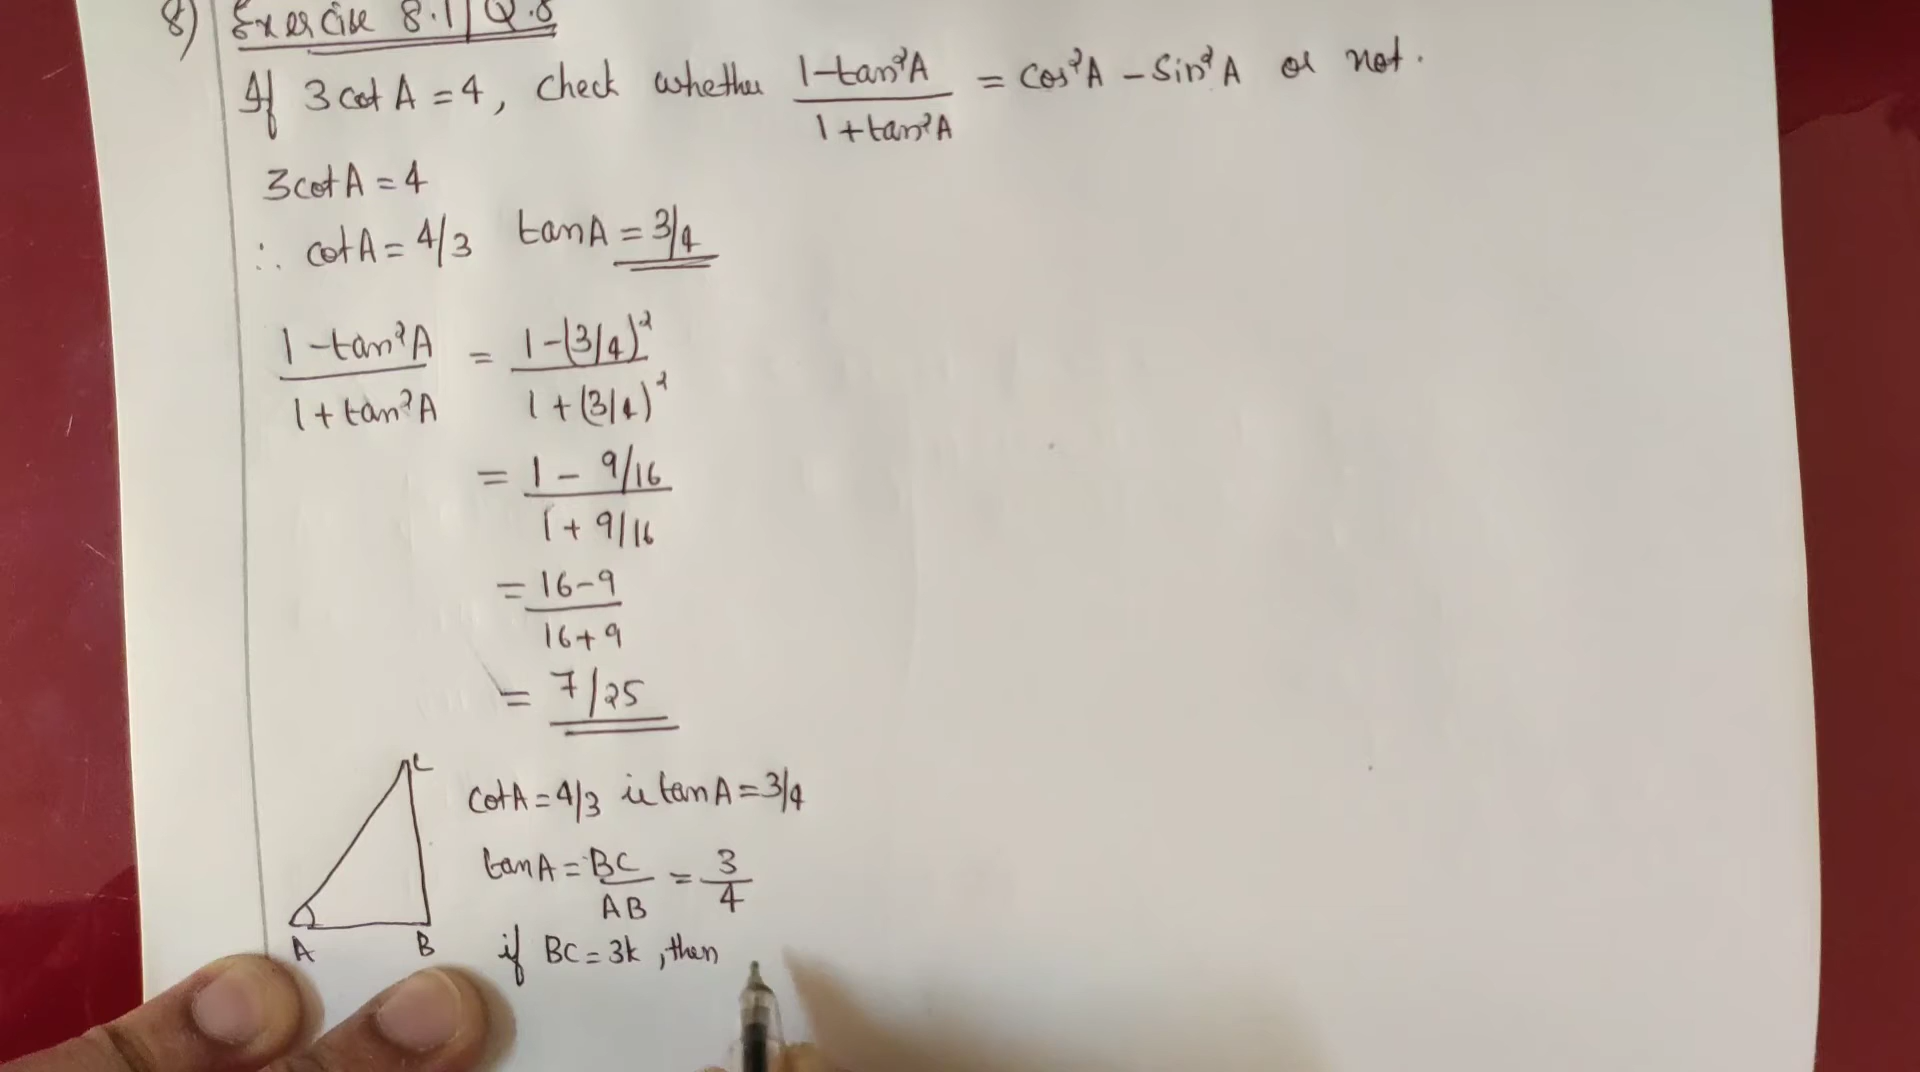 8) Exercise 8.1 Q.8
If 3 cot A = 4, check whether (1-tan²A)/(1+tan²A) = cos²A - sin²A or not.
3cot A = 4
∴ cot A = 4/3 tan A = 3/4
(1-tan²A)/(1+tan²A) = (1-(3/4)²)/(1+(3/4)²)
= (1 - 9/16)/(1 + 9/16)
= (16-9)/(16+9)
= 7/25
C
cot A = 4/3 ie tan A = 3/4
tan A = BC/AB = 3/4
A B
if BC = 3k, then